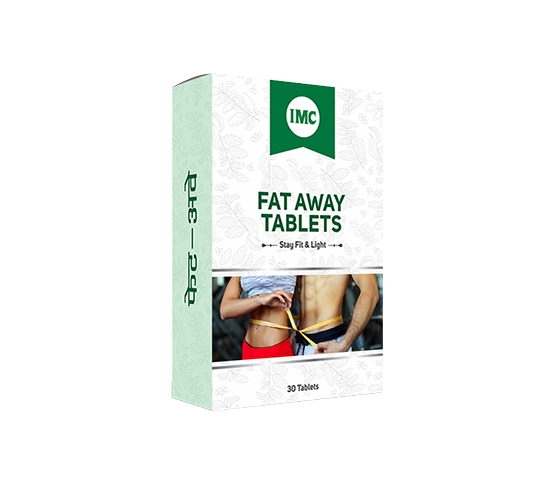 IMC
FAT AWAY
TABLETS
Stay Fit & Light
30 Tablets
फेट–अवे